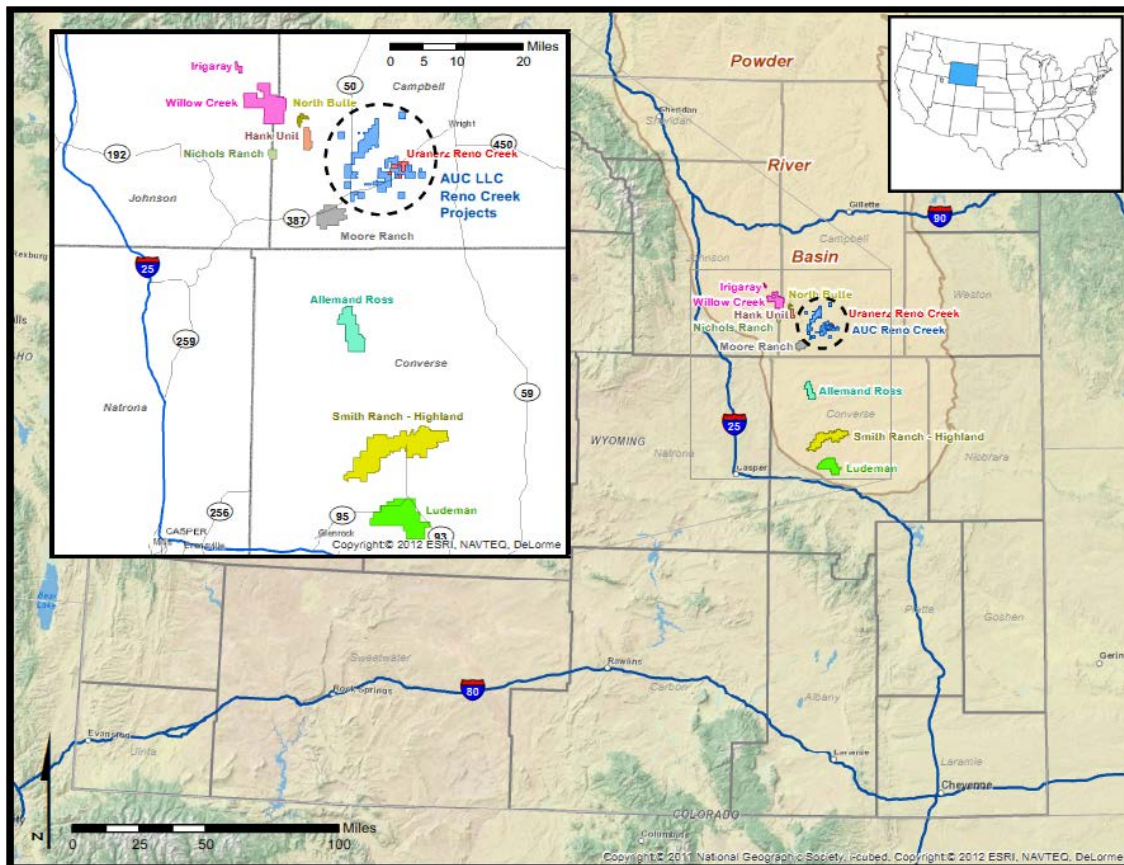 Miles
0 5 10 20
Irigaray
50
Campbell
Willow Creek
North Butte
Wright
Hank Unit
192
Nichols Ranch
Uranerz Reno Creek
450
AUC LLC
Reno Creek
Projects
Johnson
387
Moore Ranch
25
Allemand Ross
259
Converse
Natrona
59
Smith Ranch - Highland
256
95
Ludeman
CASPER
Evansville
Glenrock
93
Copyright:© 2012 ESRI, NAVTEQ, DeLorme
Powder
Sheridan
Sheridan
River
Gillette
90
Campbell
Johnson
Basin
Irigaray
Willow Creek
North Butte
Weston
Hank Unit
Uranerz Reno Creek
Nichols Ranch
AUC Reno Creek
Moore Ranch
Allemand Ross
Converse
25
WYOMING
Natrona
Smith Ranch - Highland
Niobrara
Casper
Ludeman
Platte
Goshen
Sweetwater
Rawlins
Rock Springs
80
Carbon
Albany
Evanston
Uinta
Laramie
Laramie
Cheyenne
COLORADO
N
Miles
0 25 50 100
Copyright:© 2011 National Geographic Society, i-cubed, Copyright:© 2012 ESRI, NAVTEQ, DeLorme